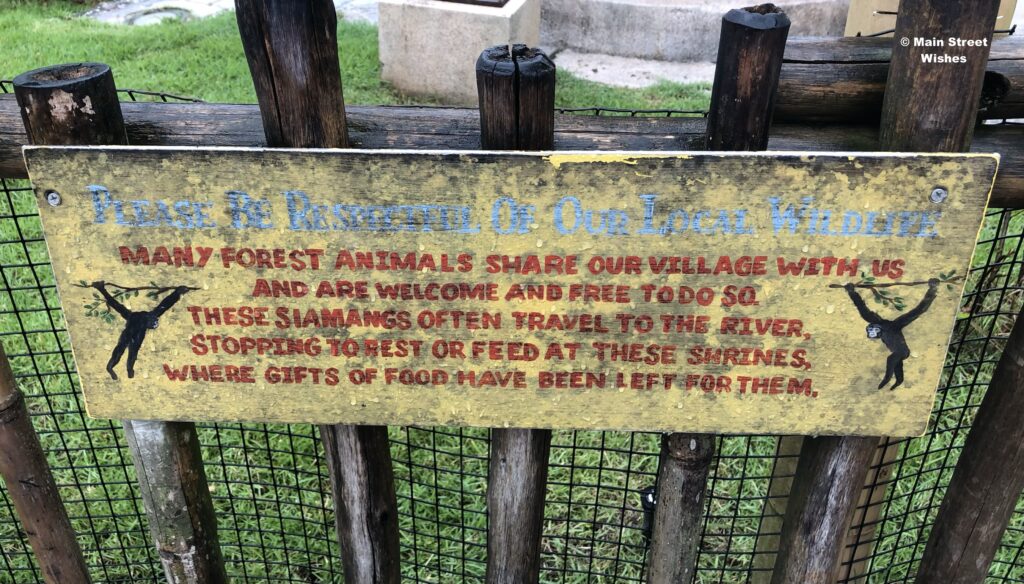 © Main Street
Wishes
PLEASE BE RESPECTFUL OF OUR LOCAL WILDLIFE
MANY FOREST ANIMALS SHARE OUR VILLAGE WITH US
AND ARE WELCOME AND FREE TO DO SO.
THESE SIAMANGS OFTEN TRAVEL TO THE RIVER,
STOPPING TO REST OR FEED AT THESE SHRINES,
WHERE GIFTS OF FOOD HAVE BEEN LEFT FOR THEM.